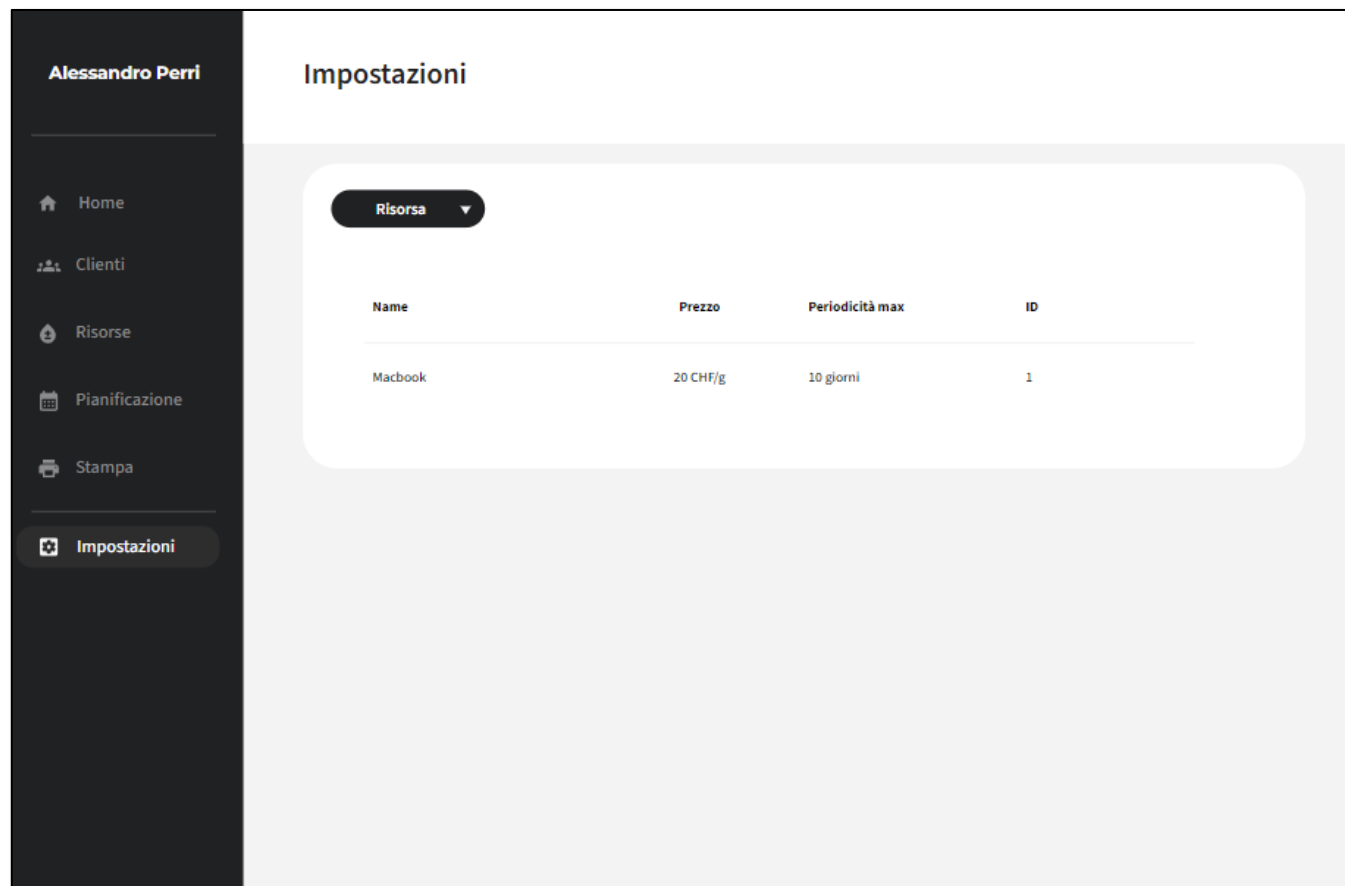 Alessandro Perri
Home
Clienti
Risorse
Pianificazione
Stampa
Impostazioni
Impostazioni
Risorsa
Name Prezzo Periodicità max ID
Macbook 20 CHF/g 10 giorni 1